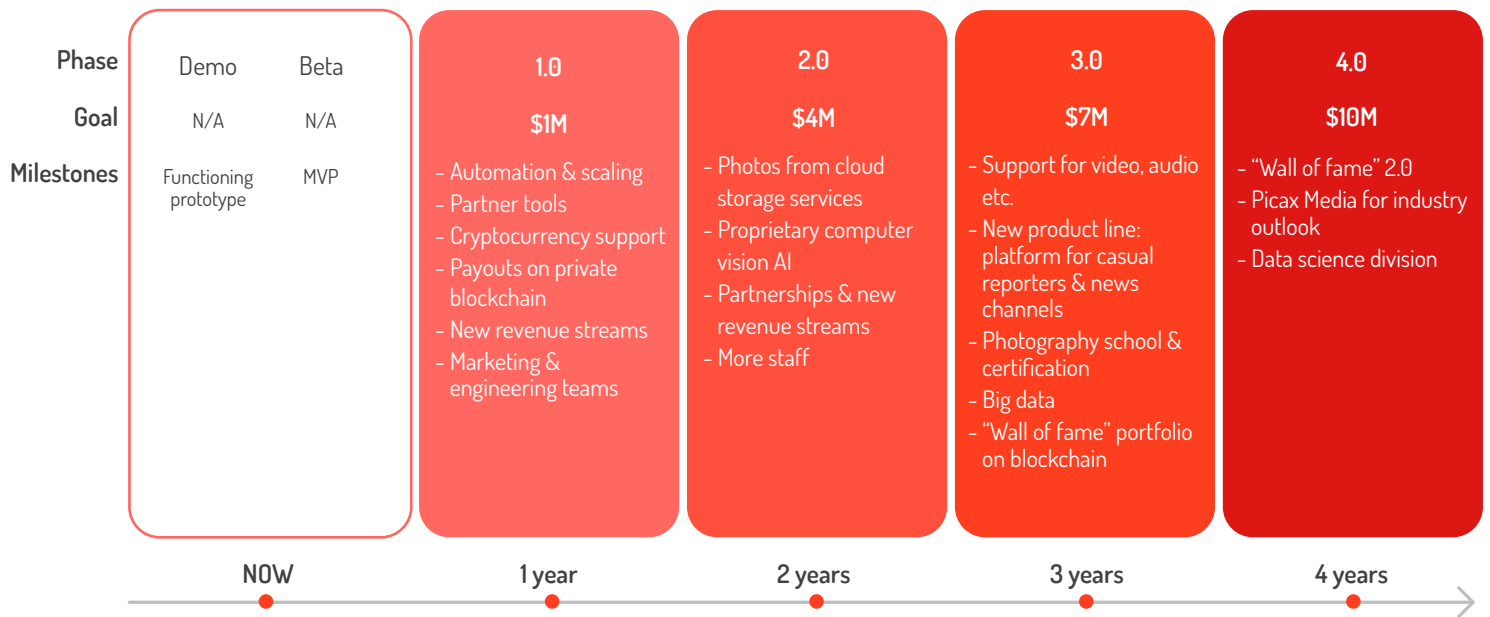 Phase
Goal
Milestones
Demo
N/A
Functioning
prototype
Beta
N/A
MVP
1.0
$1M
- Automation & scaling
- Partner tools
- Cryptocurrency support
- Payouts on private
blockchain
- New revenue streams
- Marketing &
engineering teams
2.0
$4M
- Photos from cloud
storage services
- Proprietary computer
vision AI
- Partnerships & new
revenue streams
- More staff
3.0
$7M
- Support for video, audio
etc.
- New product line:
platform for casual
reporters & news
channels
- Photography school &
certification
- Big data
- “Wall of fame” portfolio
on blockchain
4.0
$10M
- “Wall of fame” 2.0
- Picax Media for industry
outlook
- Data science division
NOW
1 year
2 years
3 years
4 years